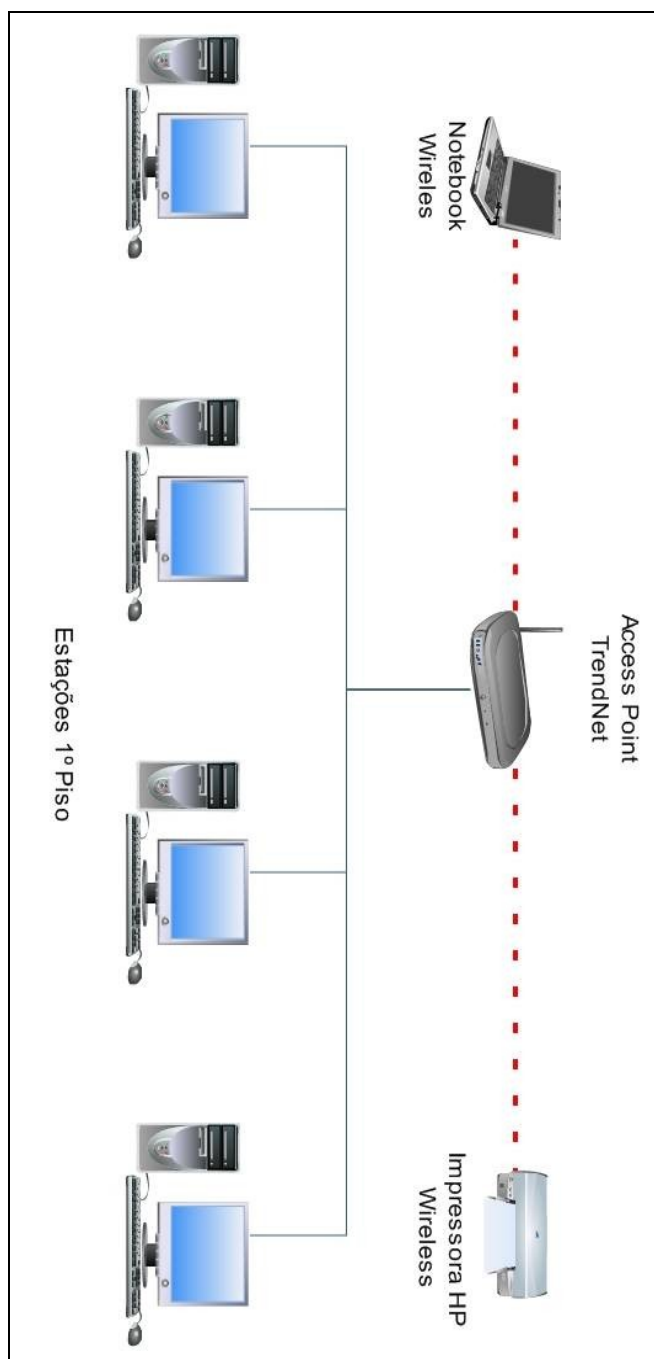 Access Point
TrendNet
Notebook
Wireles
Impressora HP
Wireless
Estações 1º Piso